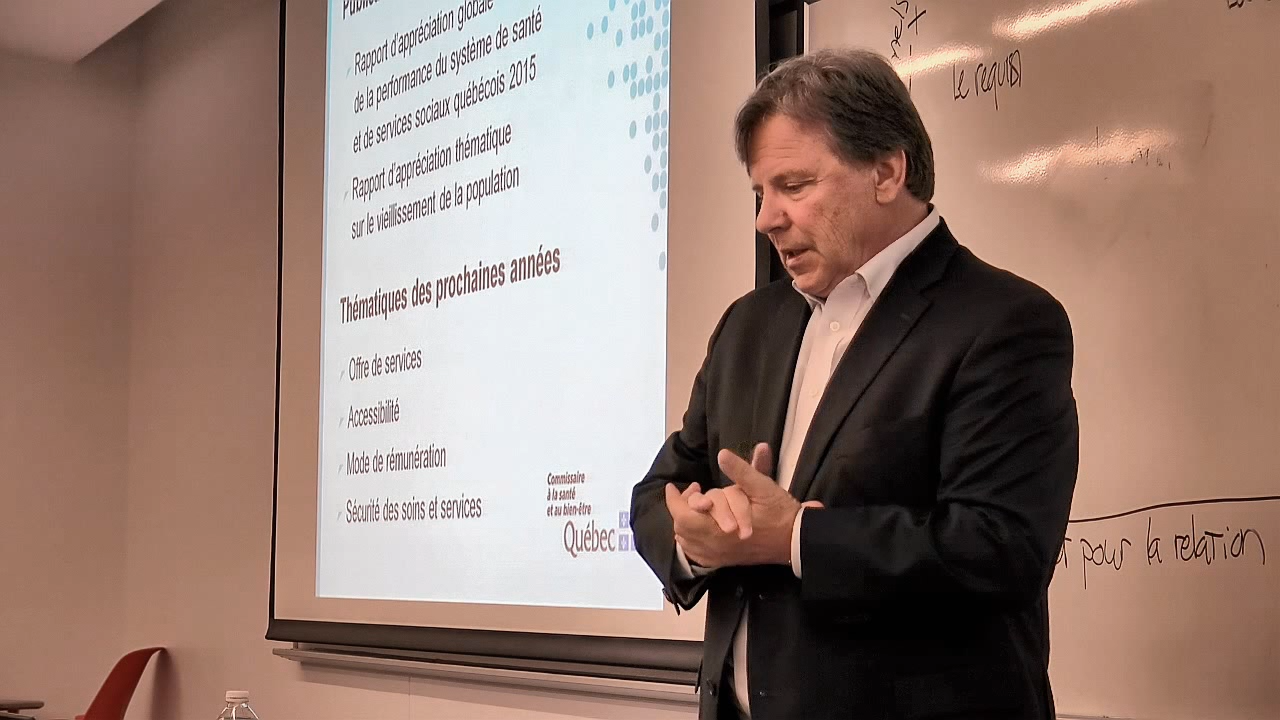 Rapport d'appréciation globale
de la performance du système de santé
et de services sociaux québécois 2015
Rapport d'appréciation thématique
sur le vieillissement de la population
Thématiques des prochaines années
Offre de services
Accessibilité
Mode de rémunération
Sécurité des soins et services
Commissaire
à la santé
et au bien-être
Québec
Le requis
pour la relation